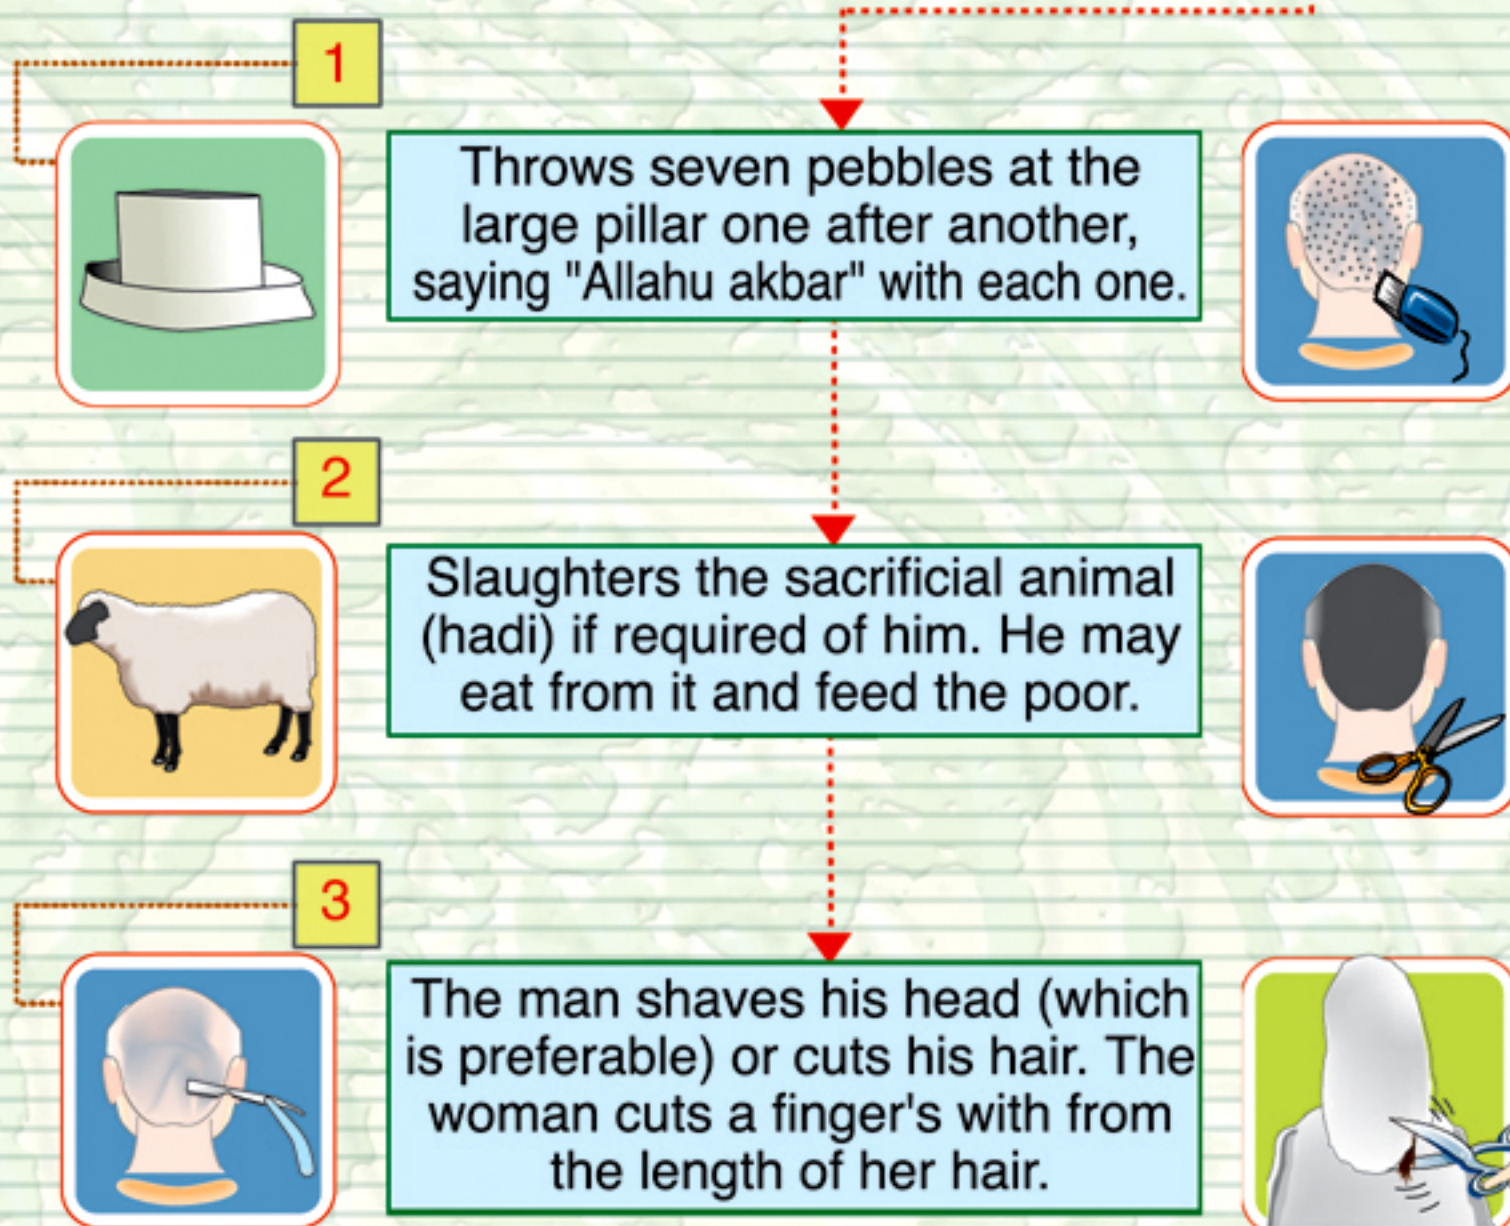 1
Throws seven pebbles at the
large pillar one after another,
saying "Allahu akbar" with each one.
2
Slaughters the sacrificial animal
(hadi) if required of him. He may
eat from it and feed the poor.
3
The man shaves his head (which
is preferable) or cuts his hair. The
woman cuts a finger's with from
the length of her hair.